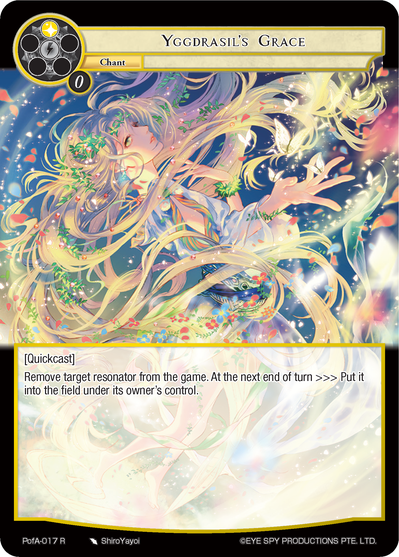 Yggdrasil's Grace
Chant
0
[Quickcast]
Remove target resonator from the game. At the next end of turn >>> Put it
into the field under its owner's control.
PofA-017 R
ShiroYayoi
©EYE SPY PRODUCTIONS PTE. LTD.